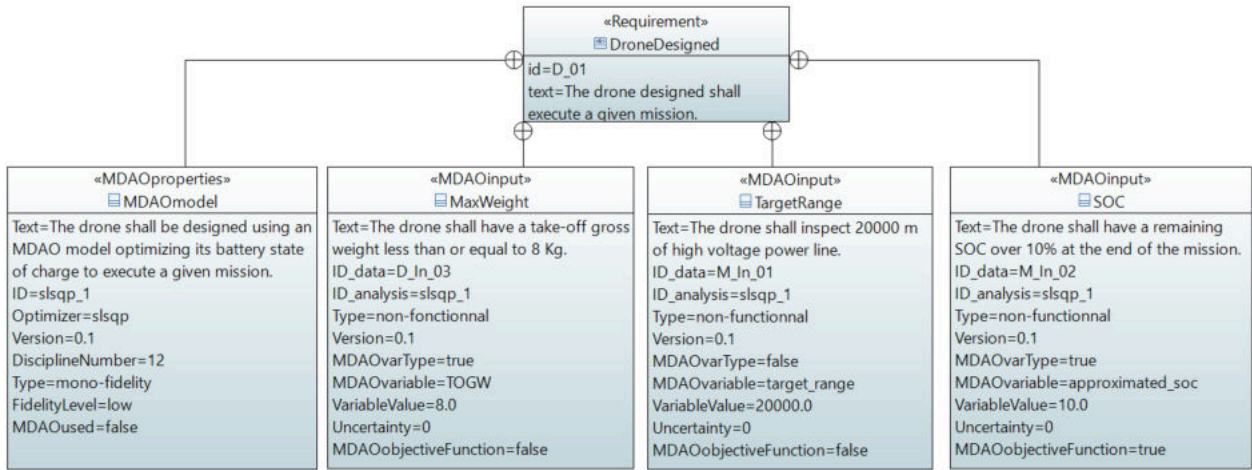 «Requirement»
DroneDesigned
id=D_01
text=The drone designed shall
execute a given mission.
«MDAOproperties»
MDAOmodel
Text=The drone shall be designed using an
MDAO model optimizing its battery state
of charge to execute a given mission.
ID=slsqp_1
Optimizer=slsqp
Version=0.1
DisciplineNumber=12
Type=mono-fidelity
FidelityLevel=low
MDAOused=false
«MDAOinput»
MaxWeight
Text=The drone shall have a take-off gross
weight less than or equal to 8 Kg.
ID_data=D_In_03
ID_analysis=slsqp_1
Type=non-fonctionnal
Version=0.1
MDAOvarType=true
MDAOvariable=TOGW
VariableValue=8.0
Uncertainty=0
MDAOobjectiveFunction=false
«MDAOinput»
TargetRange
Text=The drone shall inspect 20000 m
of high voltage power line.
ID_data=M_In_01
ID_analysis=slsqp_1
Type=non-functionnal
Version=0.1
MDAOvarType=false
MDAOvariable=target_range
VariableValue=20000.0
Uncertainty=0
MDAOobjectiveFunction=false
«MDAOinput»
SOC
Text=The drone shall have a remaining
SOC over 10% at the end of the mission.
ID_data=M_In_02
ID_analysis=slsqp_1
Type=non-functionnal
Version=0.1
MDAOvarType=true
MDAOvariable=approximated_soc
VariableValue=10.0
Uncertainty=0
MDAOobjectiveFunction=true